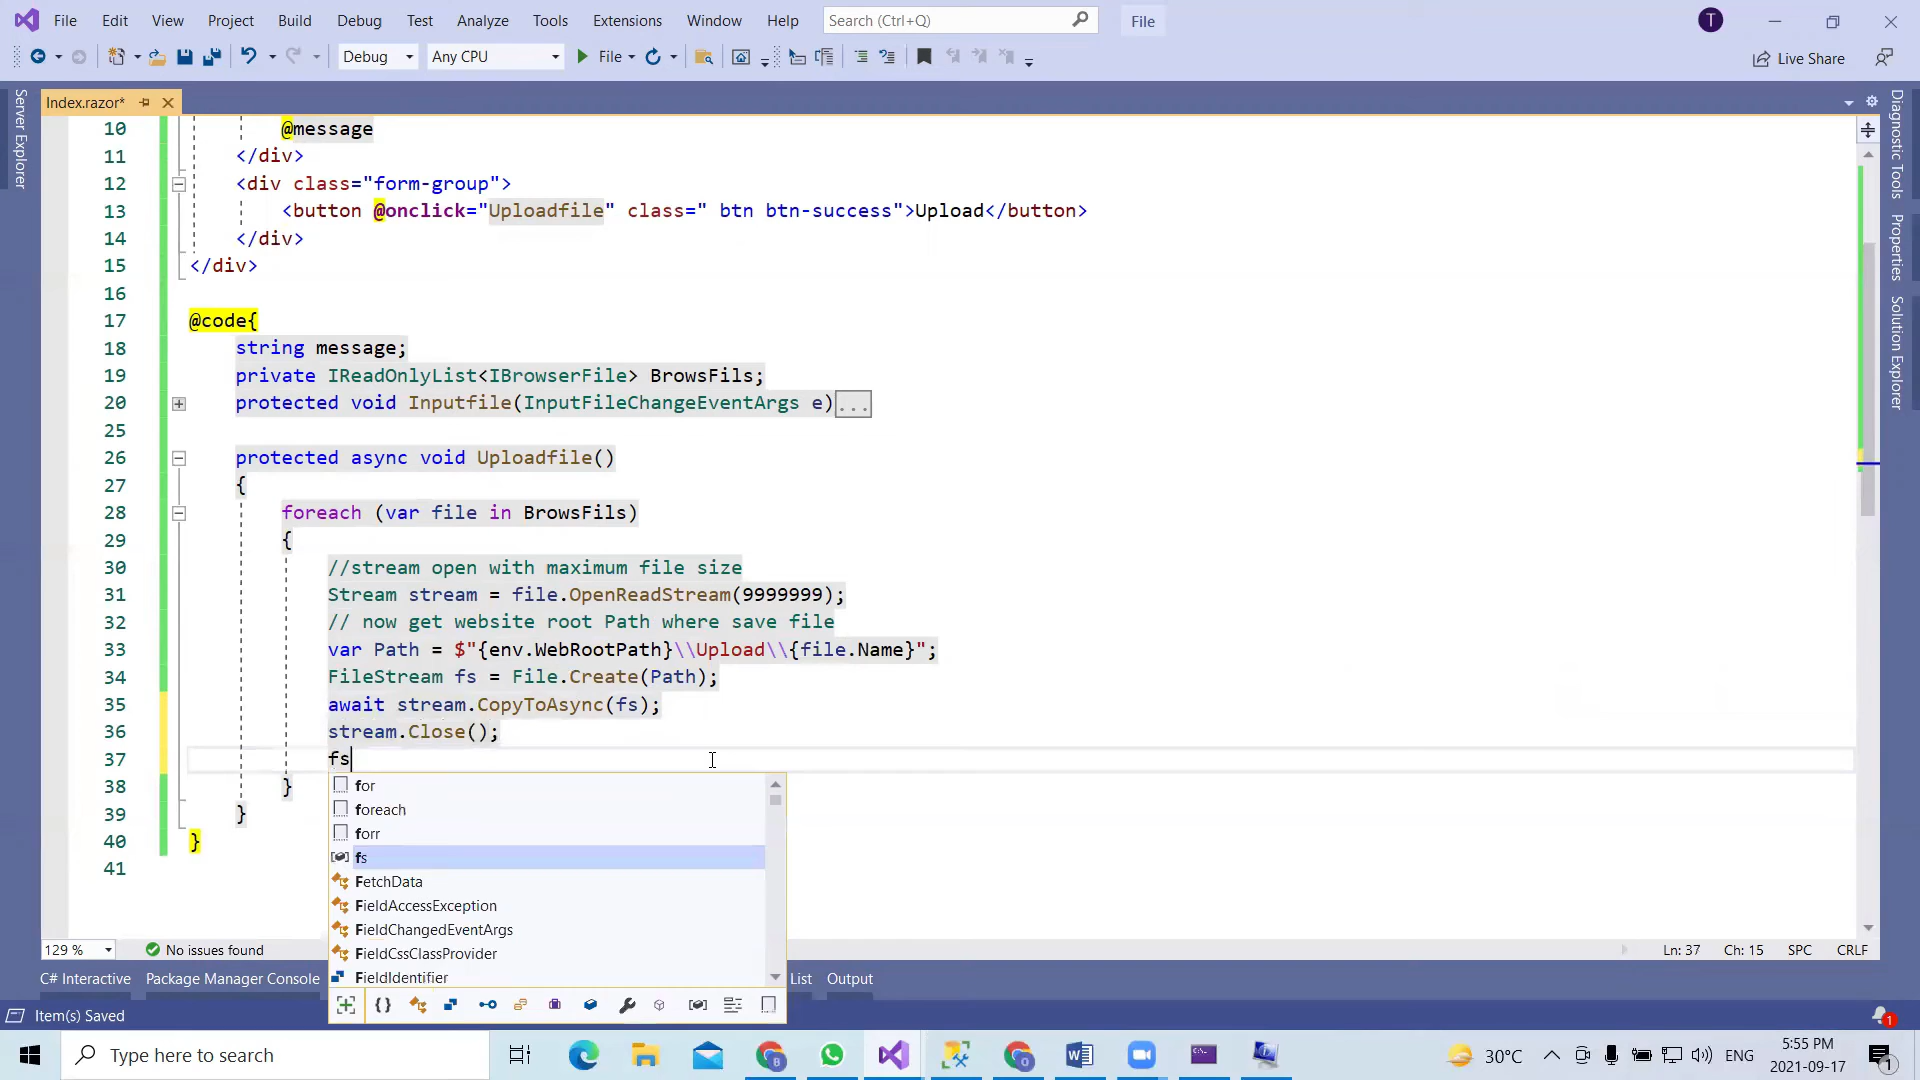 File Edit View Project Build Debug Test Analyze Tools Extensions Window Help Search (Ctrl+Q) File T
Debug Any CPU File Live Share
Server Explorer
Index.razor*
Diagnostic Tools
Properties
Solution Explorer
10 @message
11 </div>
12 <div class="form-group">
13 <button @onclick="Uploadfile" class=" btn btn-success">Upload</button>
14 </div>
15 </div>
16
17 @code{
18 string message;
19 private IReadOnlyList<IBrowserFile> BrowsFils;
20 protected void Inputfile(InputFileChangeEventArgs e)...
25
26 protected async void Uploadfile()
27 {
28 foreach (var file in BrowsFils)
29 {
30 //stream open with maximum file size
31 Stream stream = file.OpenReadStream(9999999);
32 // now get website root Path where save file
33 var Path = $"{env.WebRootPath}\\Upload\\{file.Name}";
34 FileStream fs = File.Create(Path);
35 await stream.CopyToAsync(fs);
36 stream.Close();
37 fs
38 }
39 }
40 }
41
for
foreach
forr
fs
FetchData
FieldAccessException
FieldChangedEventArgs
FieldCssClassProvider
FieldIdentifier
129 % No issues found Ln: 37 Ch: 15 SPC CRLF
C# Interactive Package Manager Console List Output
Item(s) Saved 1
Type here to search 30°C ENG 5:55 PM
2021-09-17 1